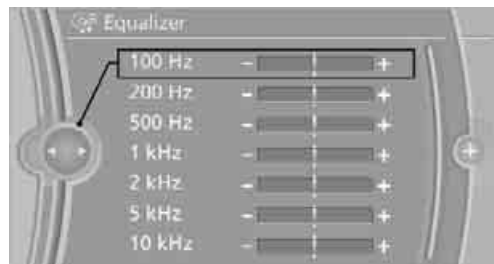 Equalizer
100 Hz - +
200 Hz - +
500 Hz - +
1 kHz - +
2 kHz - +
5 kHz - +
10 kHz - +